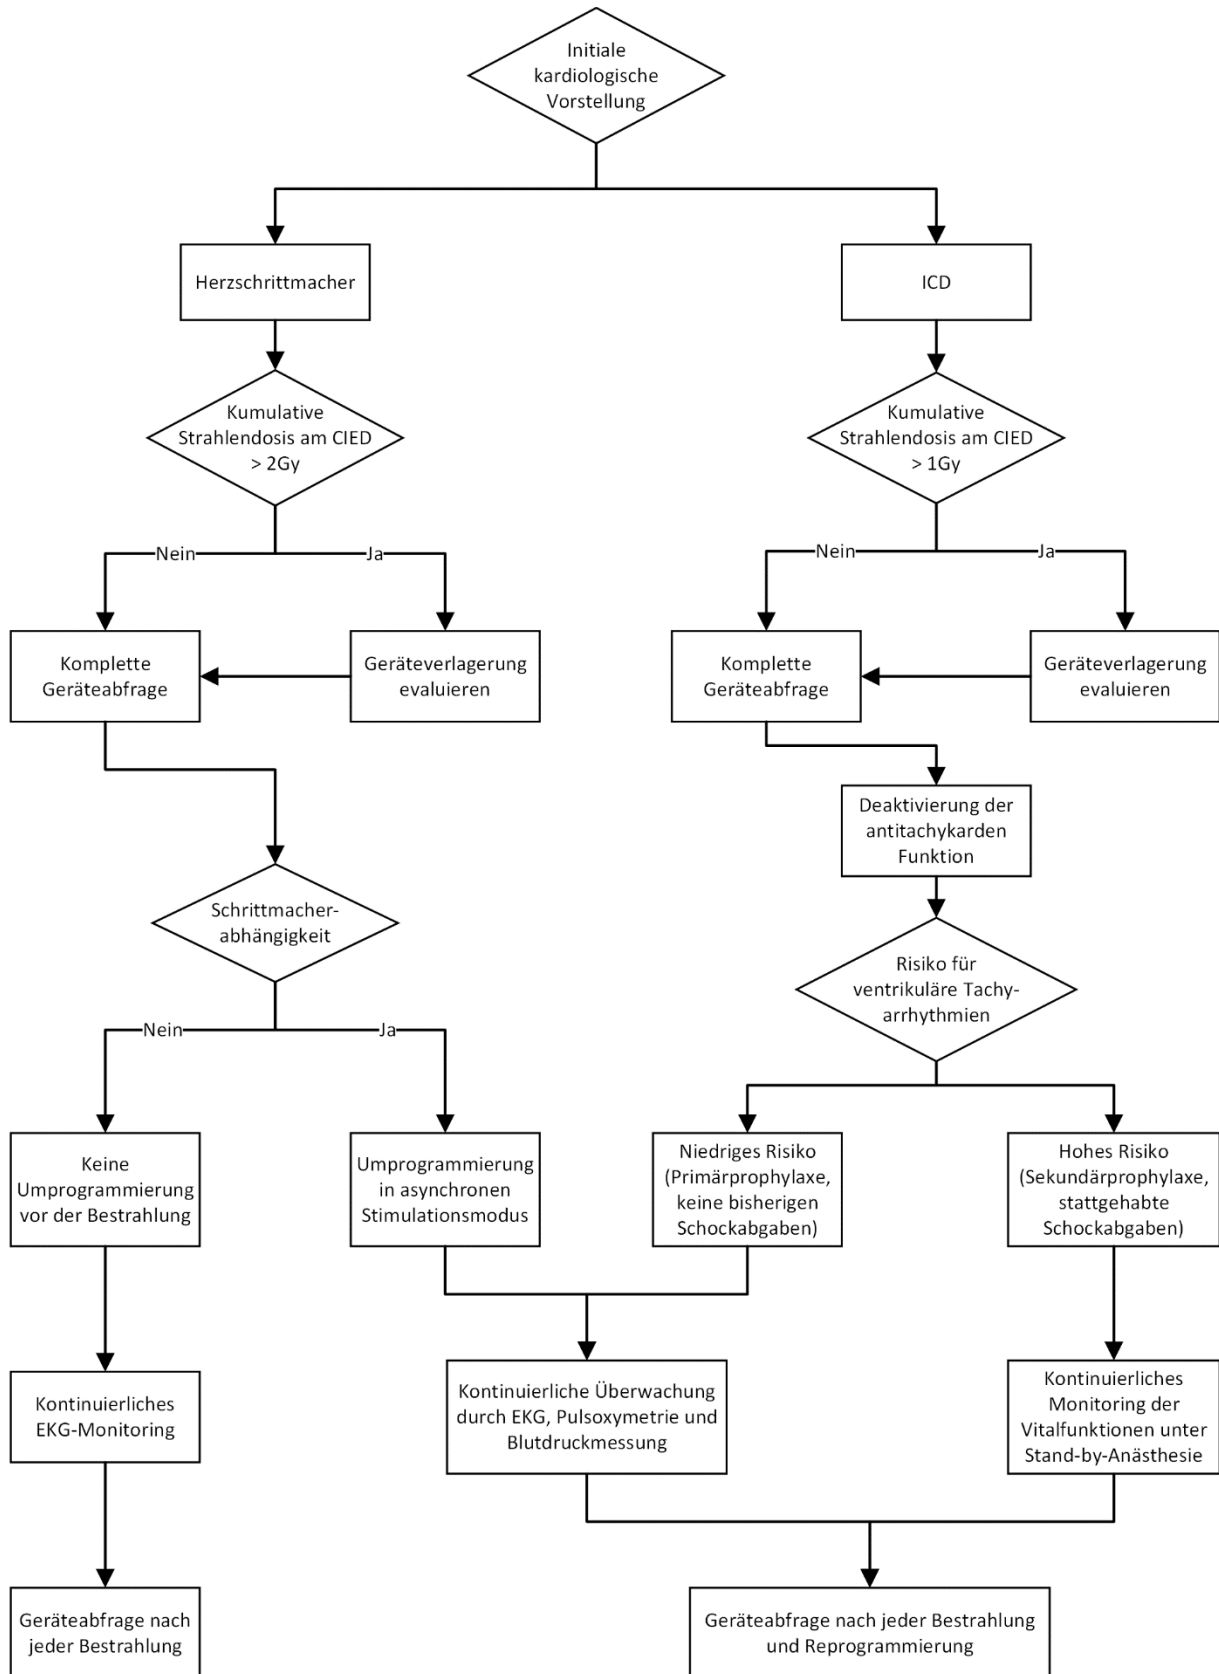 Initiale
kardiologische
Vorstellung
Herzschrittmacher
ICD
Kumulative
Strahlendosis am CIED
> 2Gy
Kumulative
Strahlendosis am CIED
> 1Gy
Nein
Ja
Nein
Ja
Komplette
Geräteabfrage
Geräteverlagerung
evaluieren
Komplette
Geräteabfrage
Geräteverlagerung
evaluieren
Deaktivierung der
antitachykarden
Funktion
Schrittmacher-
abhängigkeit
Risiko für
ventrikuläre Tachy-
arrhythmien
Nein
Ja
Keine
Umprogrammierung
vor der Bestrahlung
Umprogrammierung
in asynchronen
Stimulationsmodus
Niedriges Risiko
(Primärprophylaxe,
keine bisherigen
Schockabgaben)
Hohes Risiko
(Sekundärprophylaxe,
stattgehabte
Schockabgaben)
Kontinuierliches
EKG-Monitoring
Kontinuierliche Überwachung
durch EKG, Pulsoxymetrie und
Blutdruckmessung
Kontinuierliches
Monitoring der
Vitalfunktionen unter
Stand-by-Anästhesie
Geräteabfrage nach
jeder Bestrahlung
Geräteabfrage nach jeder Bestrahlung
und Reprogrammierung